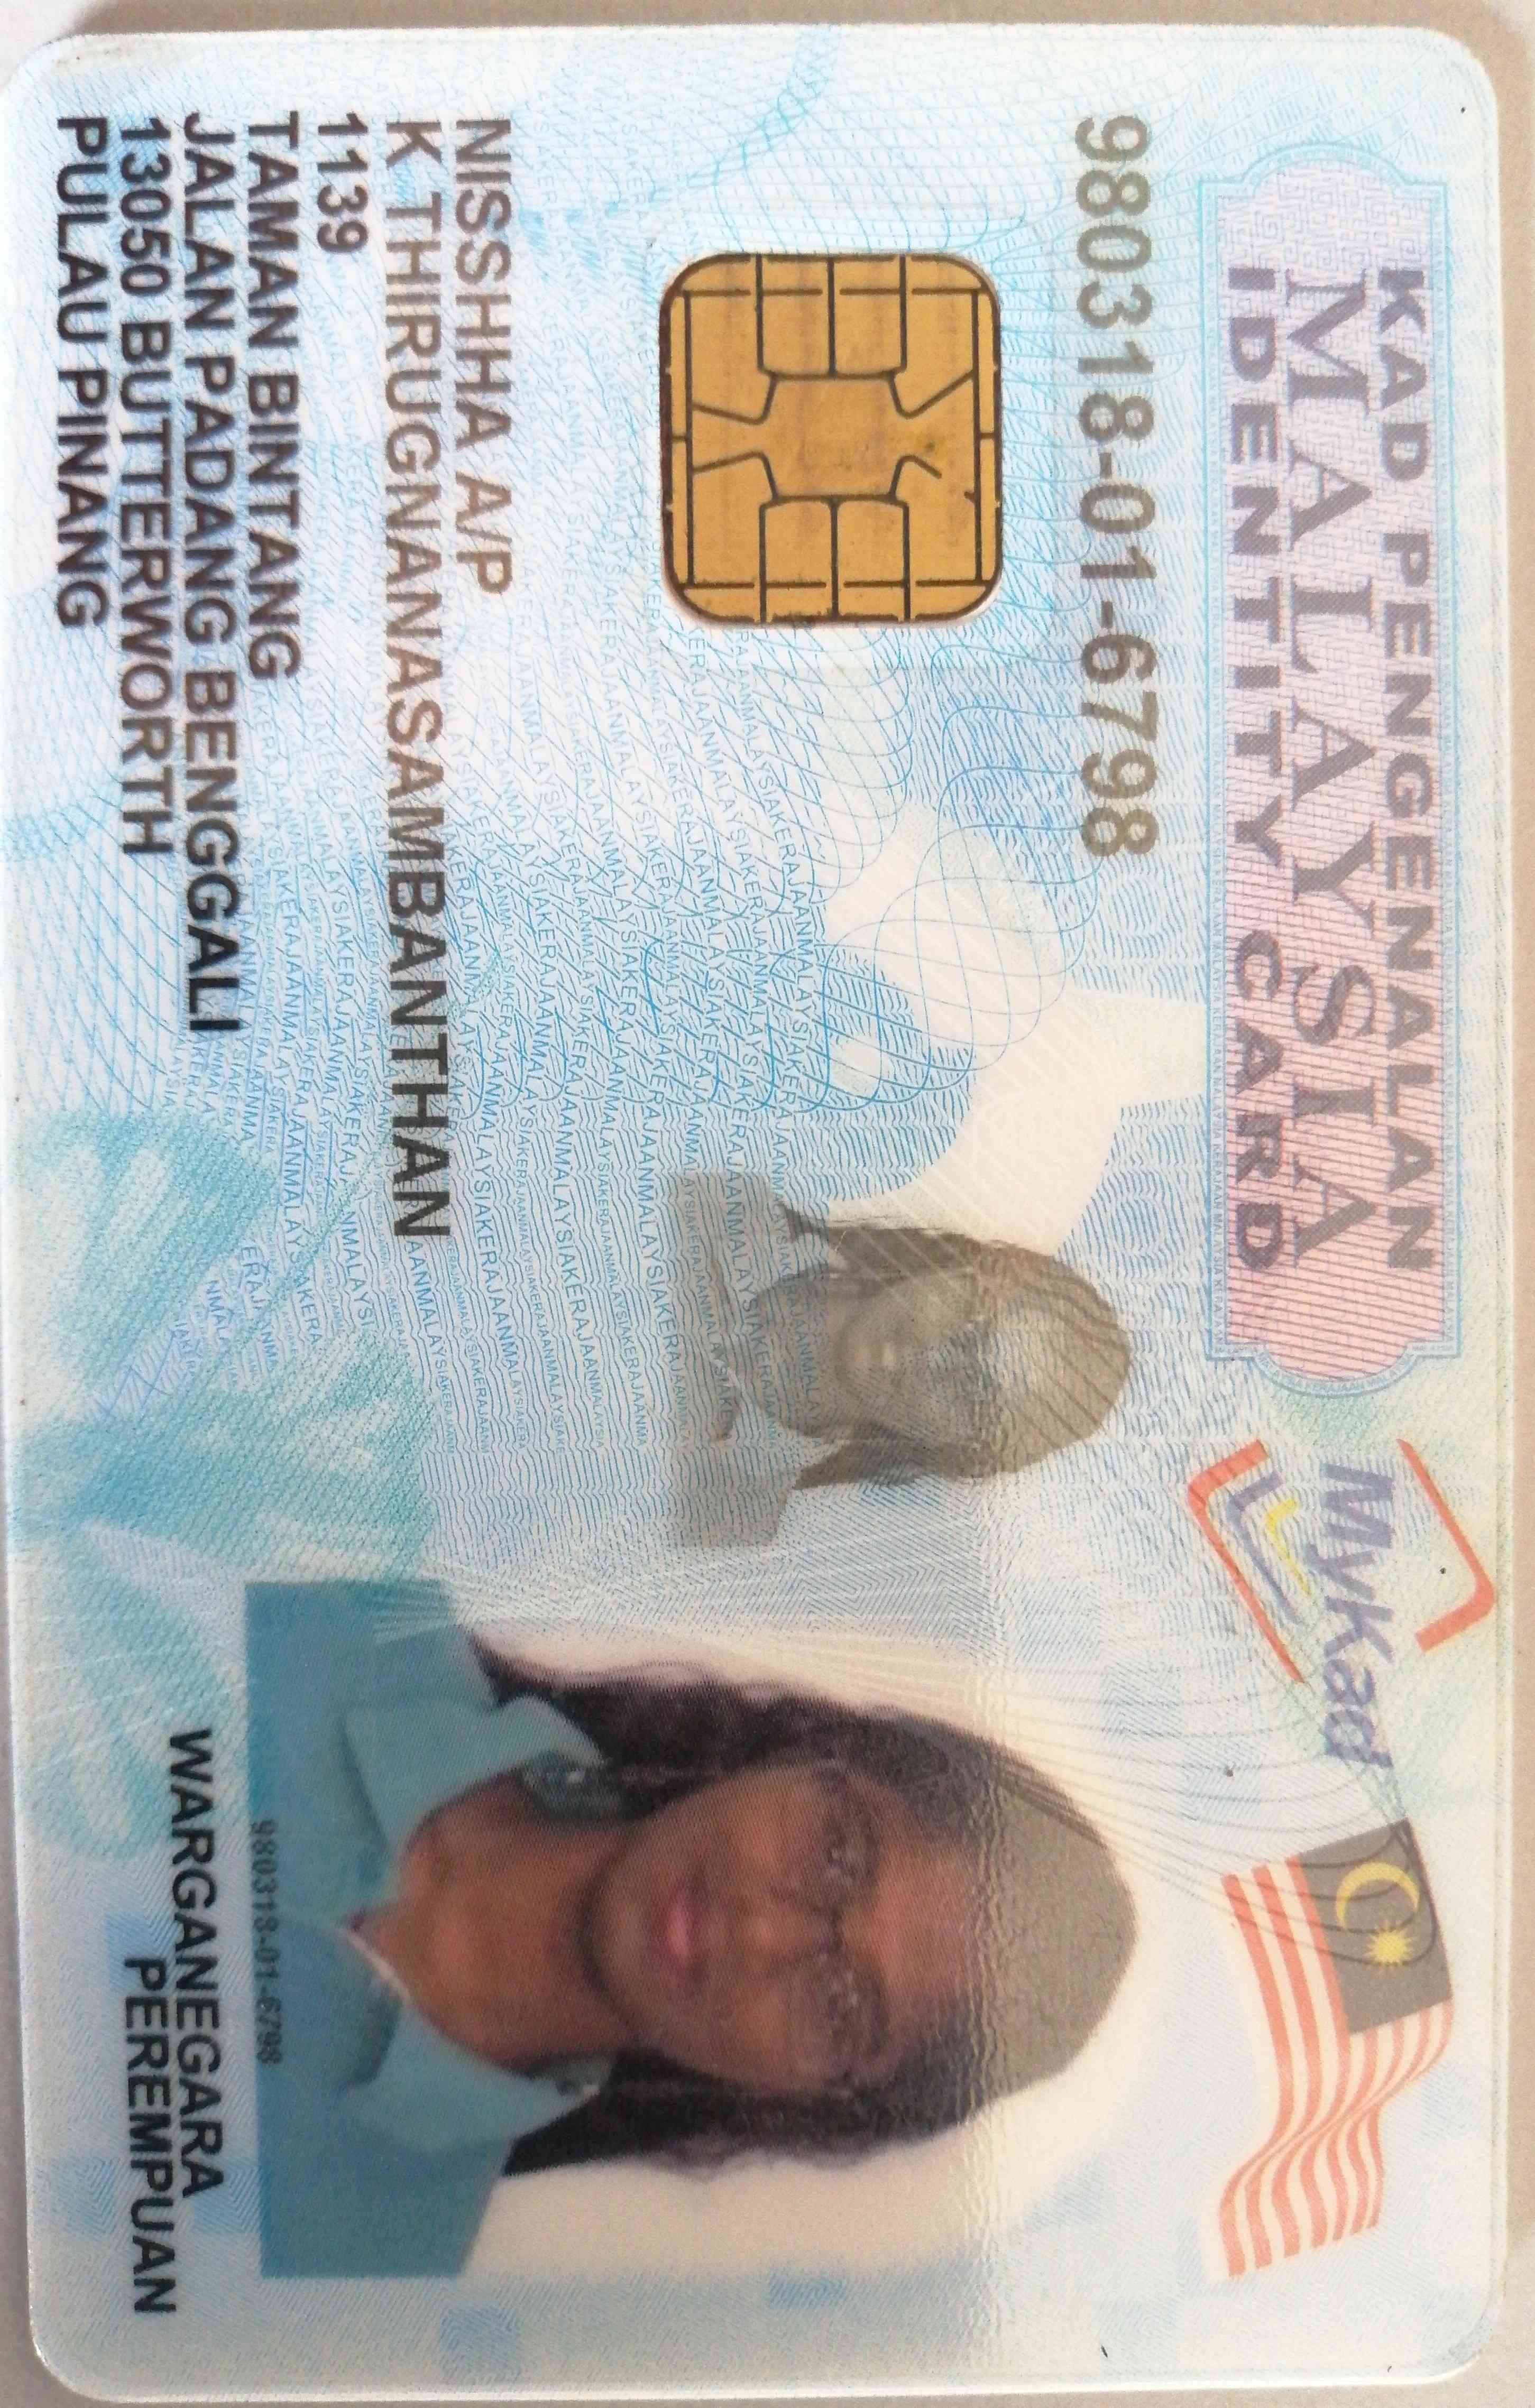 KAD PENGENALAN
MALAYSIA
IDENTITY CARD
MyKad
980318-01-6798
NISSHHA A/P
K THIRUGNANASAMBANTHAN
1139
TAMAN BINTANG
JALAN PADANG BENGGALI
13050 BUTTERWORTH
PULAU PINANG
980318-01-6798
WARGANEGARA
PEREMPUAN